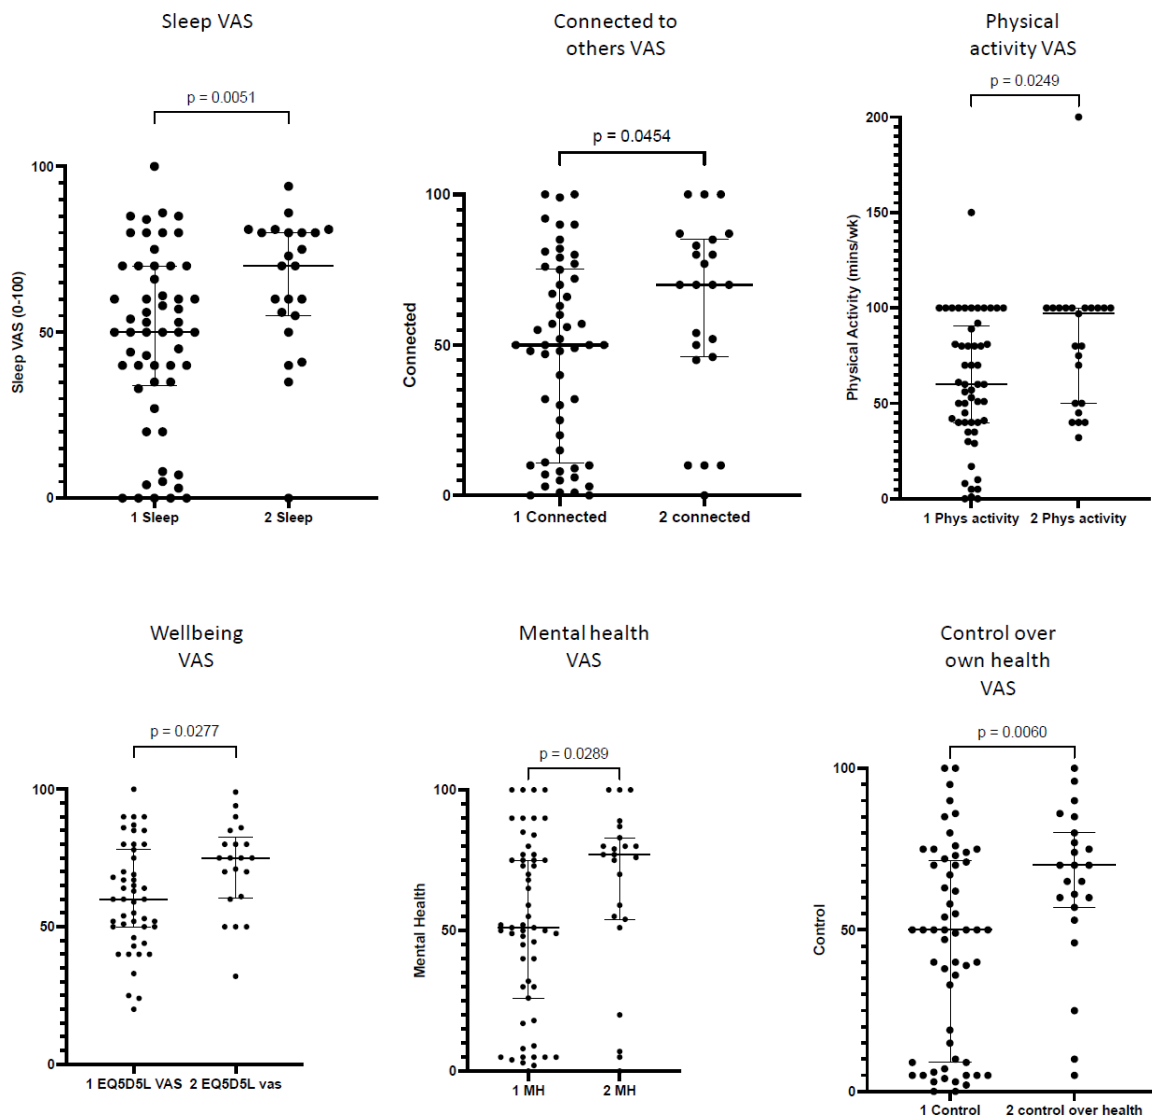 Sleep VAS
p = 0.0051
Sleep VAS (0-100)
100
50
0
1 Sleep
2 Sleep
Connected to
others VAS
p = 0.0454
Connected
100
50
0
1 Connected
2 connected
Physical
activity VAS
p = 0.0249
Physical Activity (mins/wk)
200
150
100
50
0
1 Phys activity
2 Phys activity
Wellbeing
VAS
p = 0.0277
100
50
0
1 EQ5D5L VAS
2 EQ5D5L vas
Mental health
VAS
p = 0.0289
Mental Health
100
50
0
1 MH
2 MH
Control over
own health
VAS
p = 0.0060
Control
100
50
0
1 Control
2 control over health